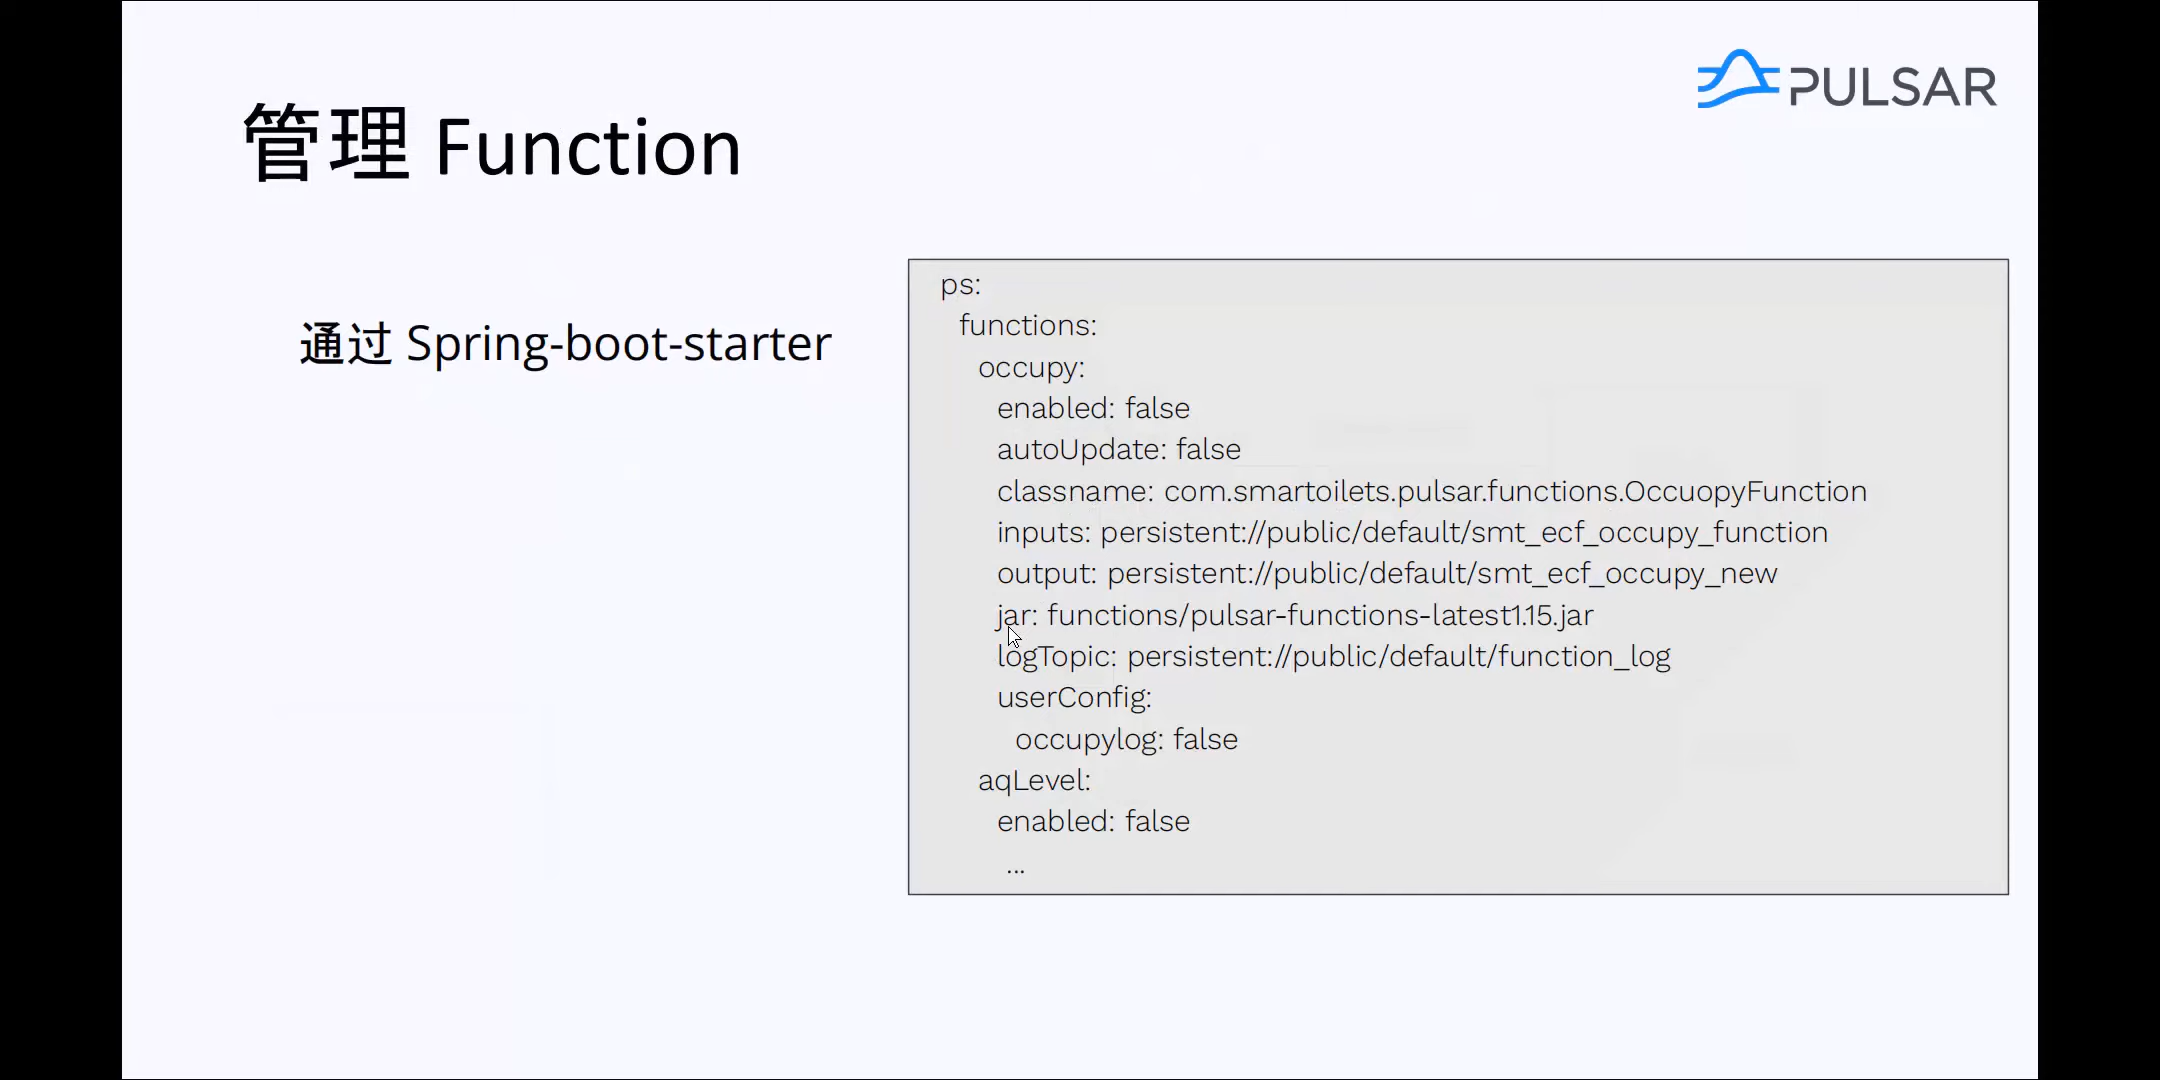 PULSAR
管理 Function
通过 Spring-boot-starter
ps:
functions:
occupy:
enabled: false
autoUpdate: false
classname: com.smartoilets.pulsar.functions.OccuopyFunction
inputs: persistent://public/default/smt_ecf_occupy_function
output: persistent://public/default/smt_ecf_occupy_new
jar: functions/pulsar-functions-latest1.15.jar
logTopic: persistent://public/default/function_log
userConfig:
occupylog: false
aqLevel:
enabled: false
...